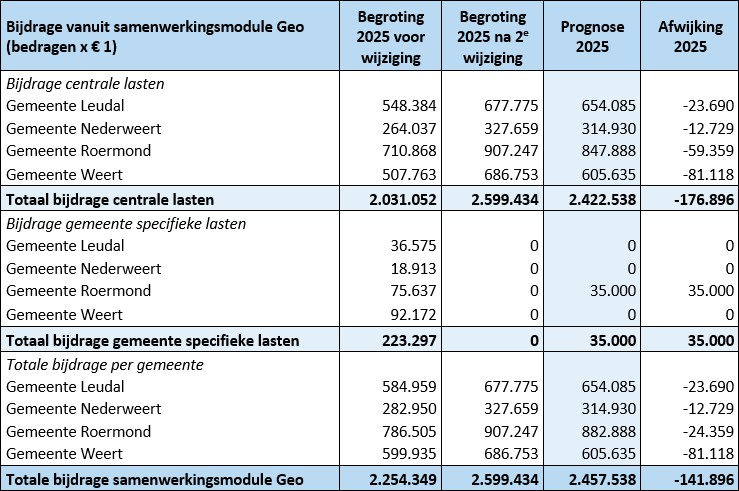 Bijdrage vanuit samenwerkingsmodule Geo (bedragen x € 1) | Begroting 2025 voor wijziging | Begroting 2025 na 2e wijziging | Prognose 2025 | Afwijking 2025
Bijdrage centrale lasten
Gemeente Leudal 548.384 677.775 654.085 -23.690
Gemeente Nederweert 264.037 327.659 314.930 -12.729
Gemeente Roermond 710.868 907.247 847.888 -59.359
Gemeente Weert 507.763 686.753 605.635 -81.118
Totaal bijdrage centrale lasten 2.031.052 2.599.434 2.422.538 -176.896
Bijdrage gemeente specifieke lasten
Gemeente Leudal 36.575 0 0 0
Gemeente Nederweert 18.913 0 0 0
Gemeente Roermond 75.637 0 35.000 35.000
Gemeente Weert 92.172 0 0 0
Totaal bijdrage gemeente specifieke lasten 223.297 0 35.000 35.000
Totale bijdrage per gemeente
Gemeente Leudal 584.959 677.775 654.085 -23.690
Gemeente Nederweert 282.950 327.659 314.930 -12.729
Gemeente Roermond 786.505 907.247 882.888 -24.359
Gemeente Weert 599.935 686.753 605.635 -81.118
Totale bijdrage samenwerkingsmodule Geo 2.254.349 2.599.434 2.457.538 -141.896